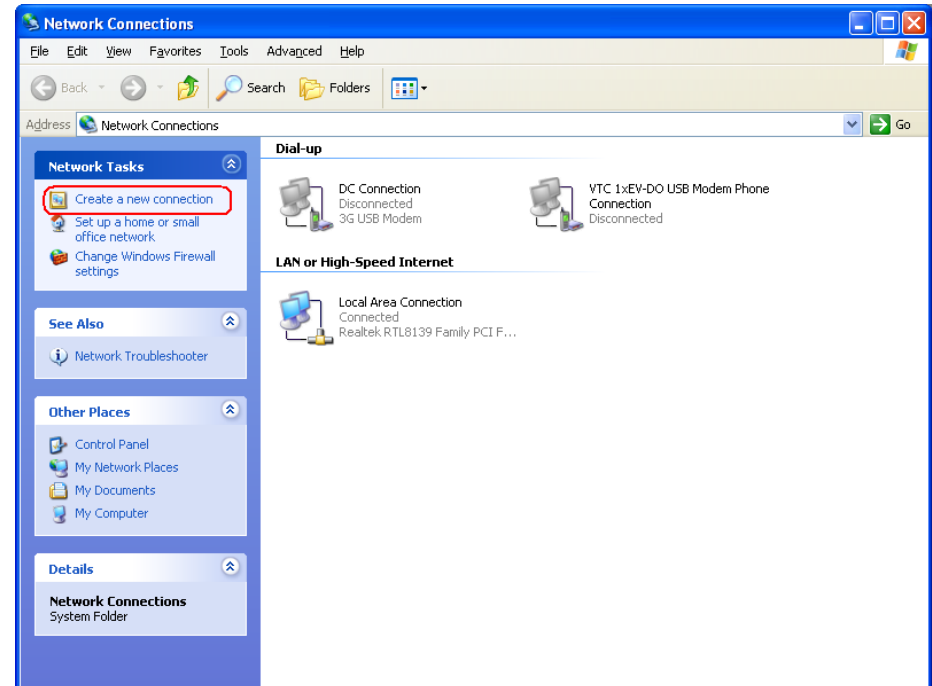 Network Connections
File Edit View Favorites Tools Advanced Help
Back Search Folders
Address Network Connections Go
Network Tasks
Create a new connection
Set up a home or small
office network
Change Windows Firewall
settings
See Also
Network Troubleshooter
Other Places
Control Panel
My Network Places
My Documents
My Computer
Details
Network Connections
System Folder
Dial-up
DC Connection
Disconnected
3G USB Modem
VTC 1xEV-DO USB Modem Phone
Connection
Disconnected
LAN or High-Speed Internet
Local Area Connection
Connected
Realtek RTL8139 Family PCI F...